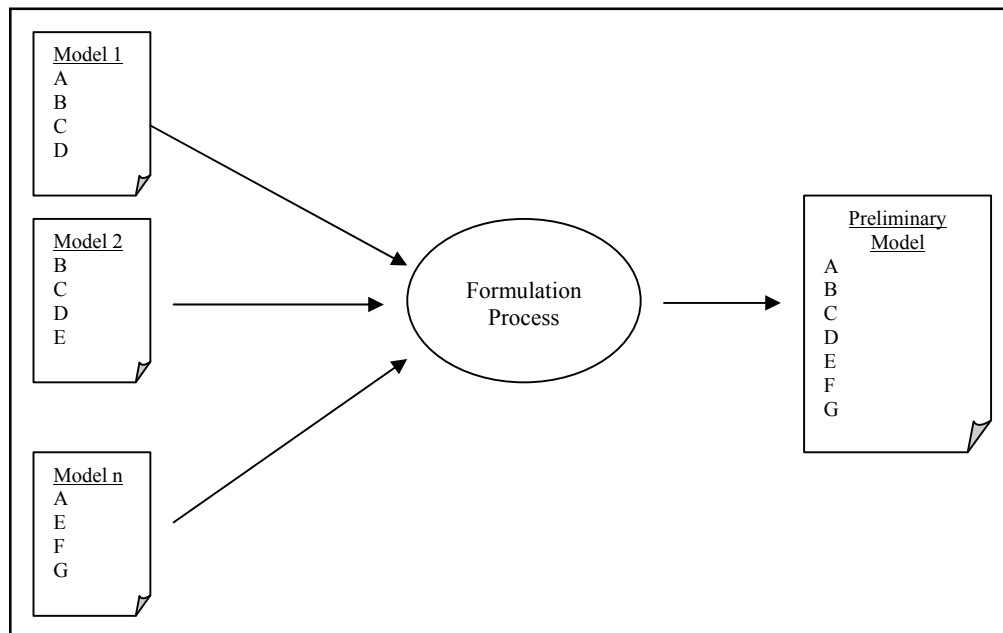 Model 1
A
B
C
D
Model 2
B
C
D
E
Model n
A
E
F
G
Formulation
Process
Preliminary
Model
A
B
C
D
E
F
G